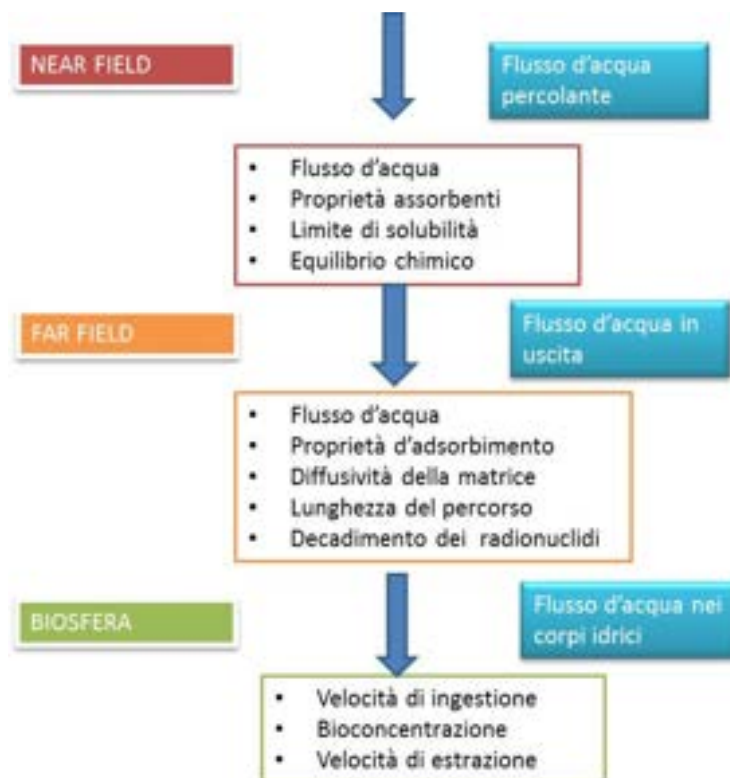 NEAR FIELD
Flusso d'acqua
percolante
• Flusso d'acqua
• Proprietà assorbenti
• Limite di solubilità
• Equilibrio chimico
FAR FIELD
Flusso d'acqua in
uscita
• Flusso d'acqua
• Proprietà d'adsorbimento
• Diffusività della matrice
• Lunghezza del percorso
• Decadimento dei radionuclidi
BIOSFERA
Flusso d'acqua nei
corpi idrici
• Velocità di ingestione
• Bioconcentrazione
• Velocità di estrazione